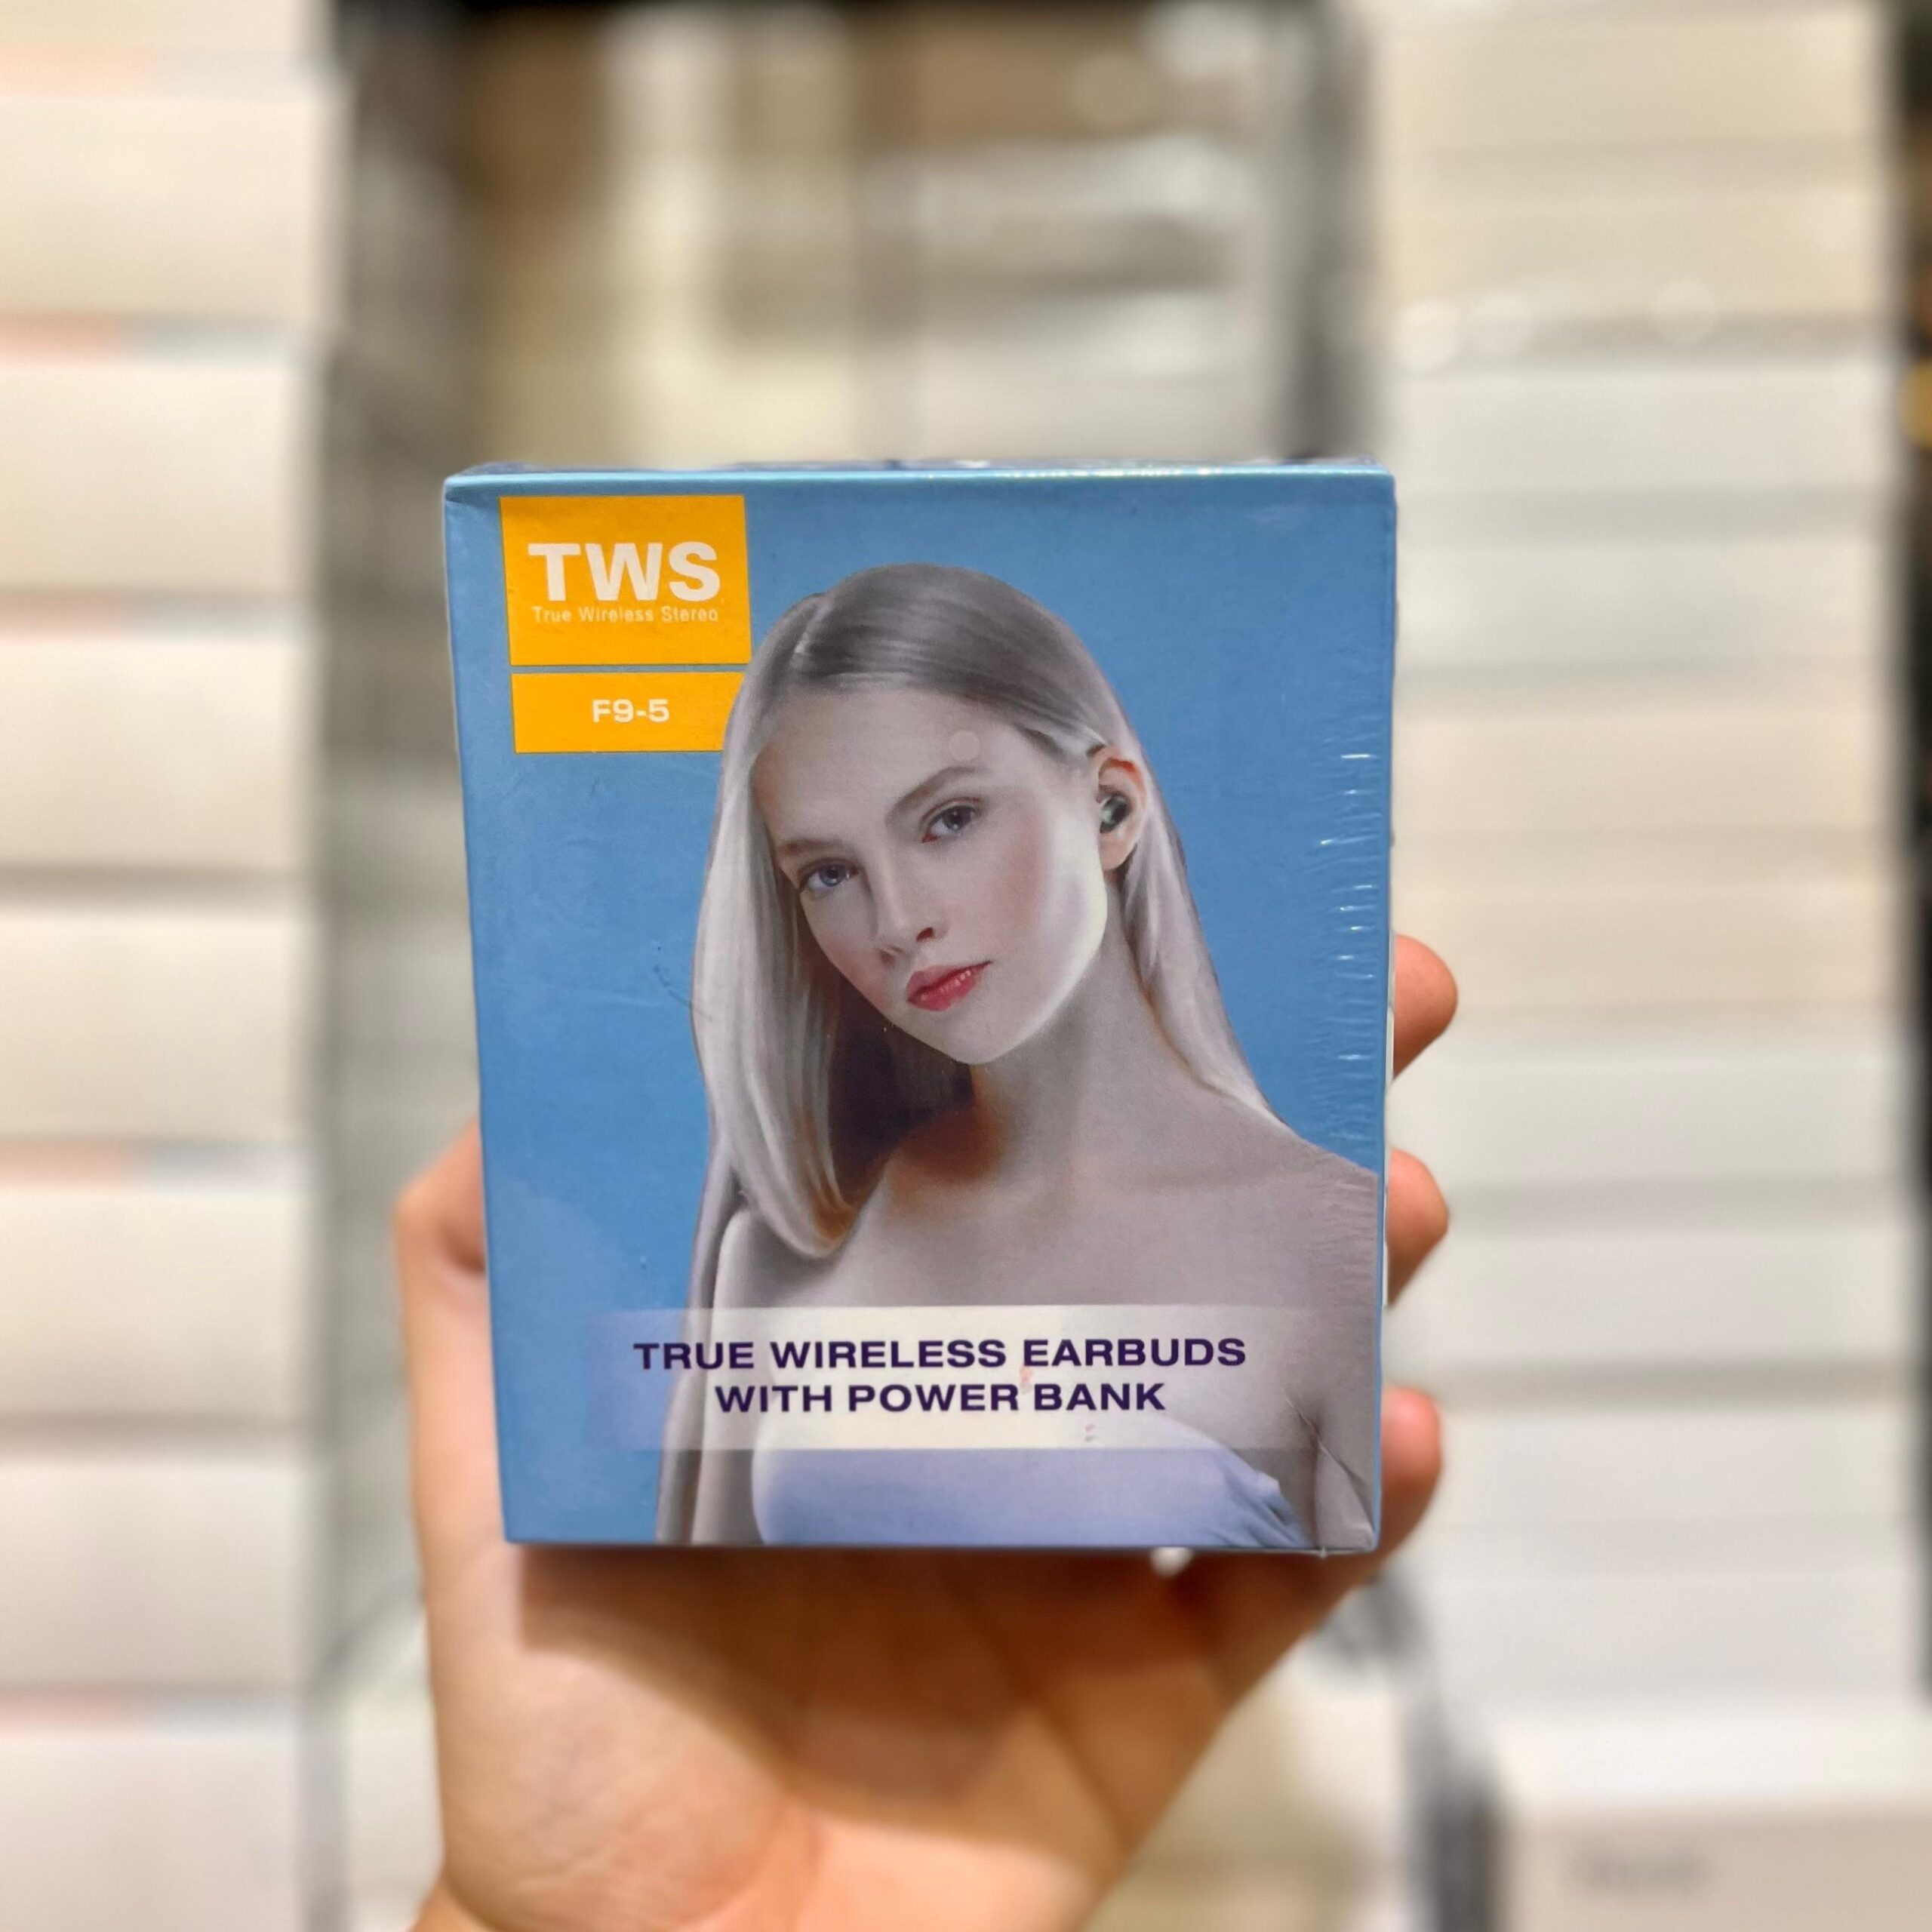 TWS
True Wireless Stereo
F9-5
TRUE WIRELESS EARBUDS
WITH POWER BANK